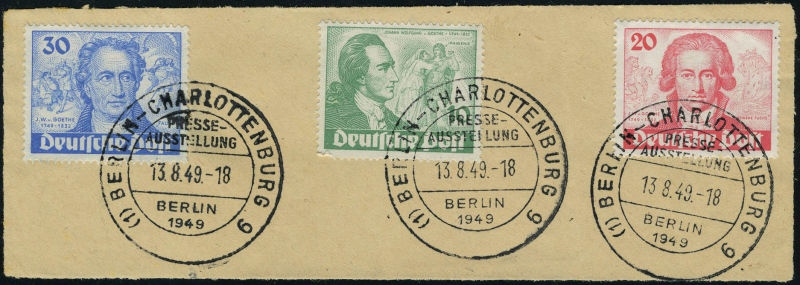 30
J.W.v. GOETHE
1749-1832
Deutsche
(1) BERLIN-CHARLOTTENBURG 9
PRESSE-
AUSSTELLUNG
13.8.49.-18
BERLIN
1949
JOHANN WOLFGANG v. GOETHE · 1749-1832
IPHIGENIE
Deutsche Post
(1) BERLIN-CHARLOTTENBURG 9
PRESSE-
AUSSTELLUNG
13.8.49.-18
BERLIN
1949
20
Deutsche
(1) BERLIN-CHARLOTTENBURG 9
PRESSE-
AUSSTELLUNG
13.8.49.-18
BERLIN
1949